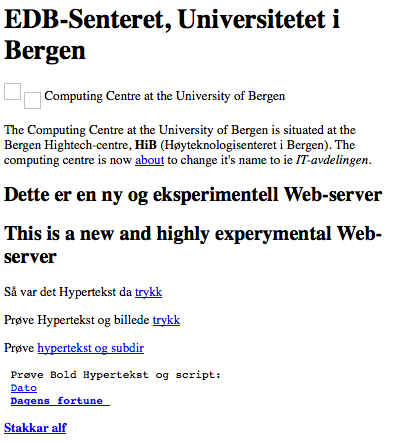 EDB-Senteret, Universitetet i
Bergen
Computing Centre at the University of Bergen
The Computing Centre at the University of Bergen is situated at the
Bergen Hightech-centre, HiB (Høyteknologisenteret i Bergen). The
computing centre is now about to change it's name to ie IT-avdelingen.
Dette er en ny og eksperimentell Web-server
This is a new and highly experymental Web-
server
Så var det Hypertekst da trykk
Prøve Hypertekst og billede trykk
Prøve hypertekst og subdir
Prøve Bold Hypertekst og script:
Dato
Dagens fortune
Stakkar alf